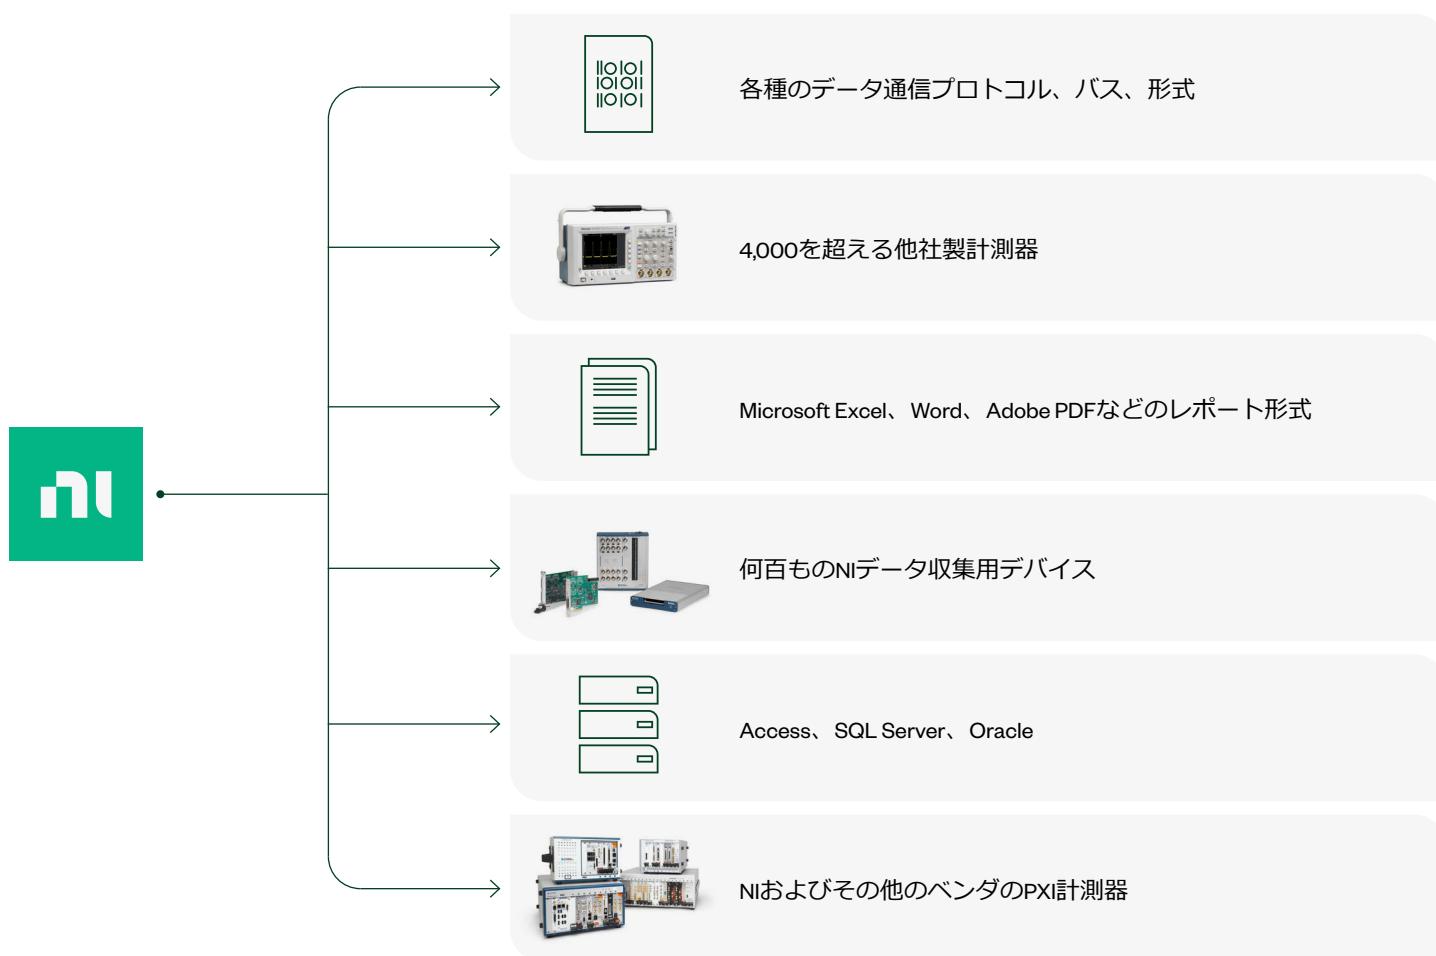 IIOIOI
IOIOII
IIOIOI
各種のデータ通信プロトコル、バス、形式
4,000を超える他社製計測器
Microsoft Excel、Word、Adobe PDFなどのレポート形式
ni
何百ものNIデータ収集用デバイス
Access、SQL Server、Oracle
NIおよびその他のベンダのPXI計測器